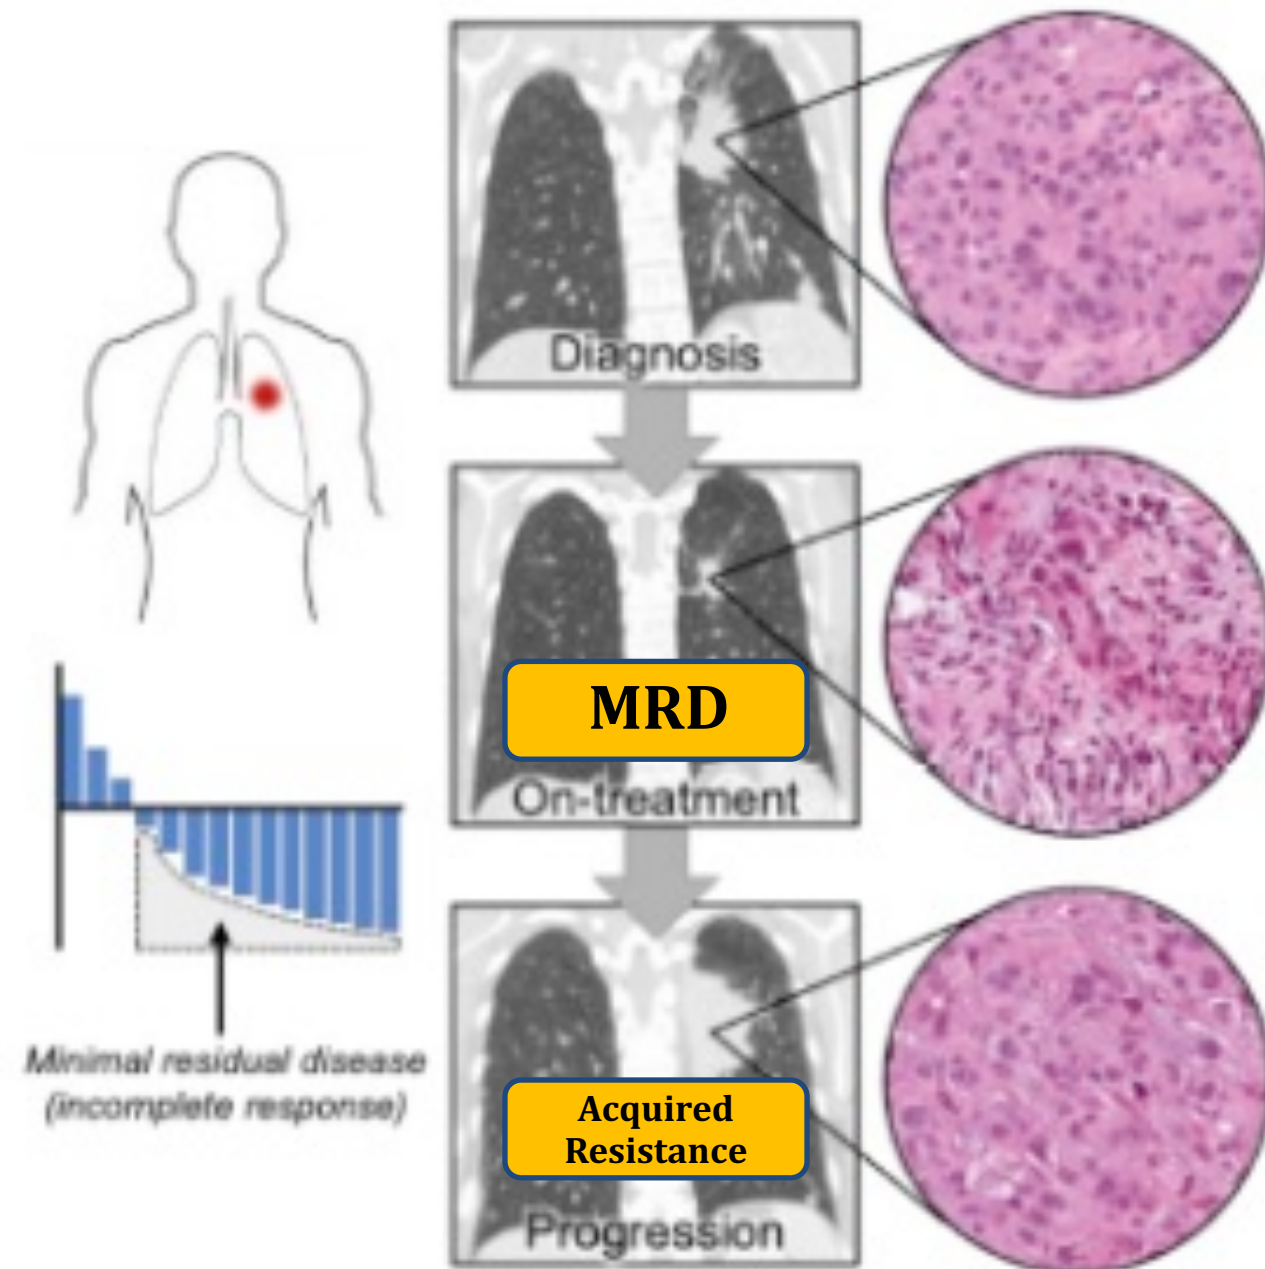 Diagnosis
MRD
On-treatment
Minimal residual disease
(incomplete response)
Acquired
Resistance
Progression